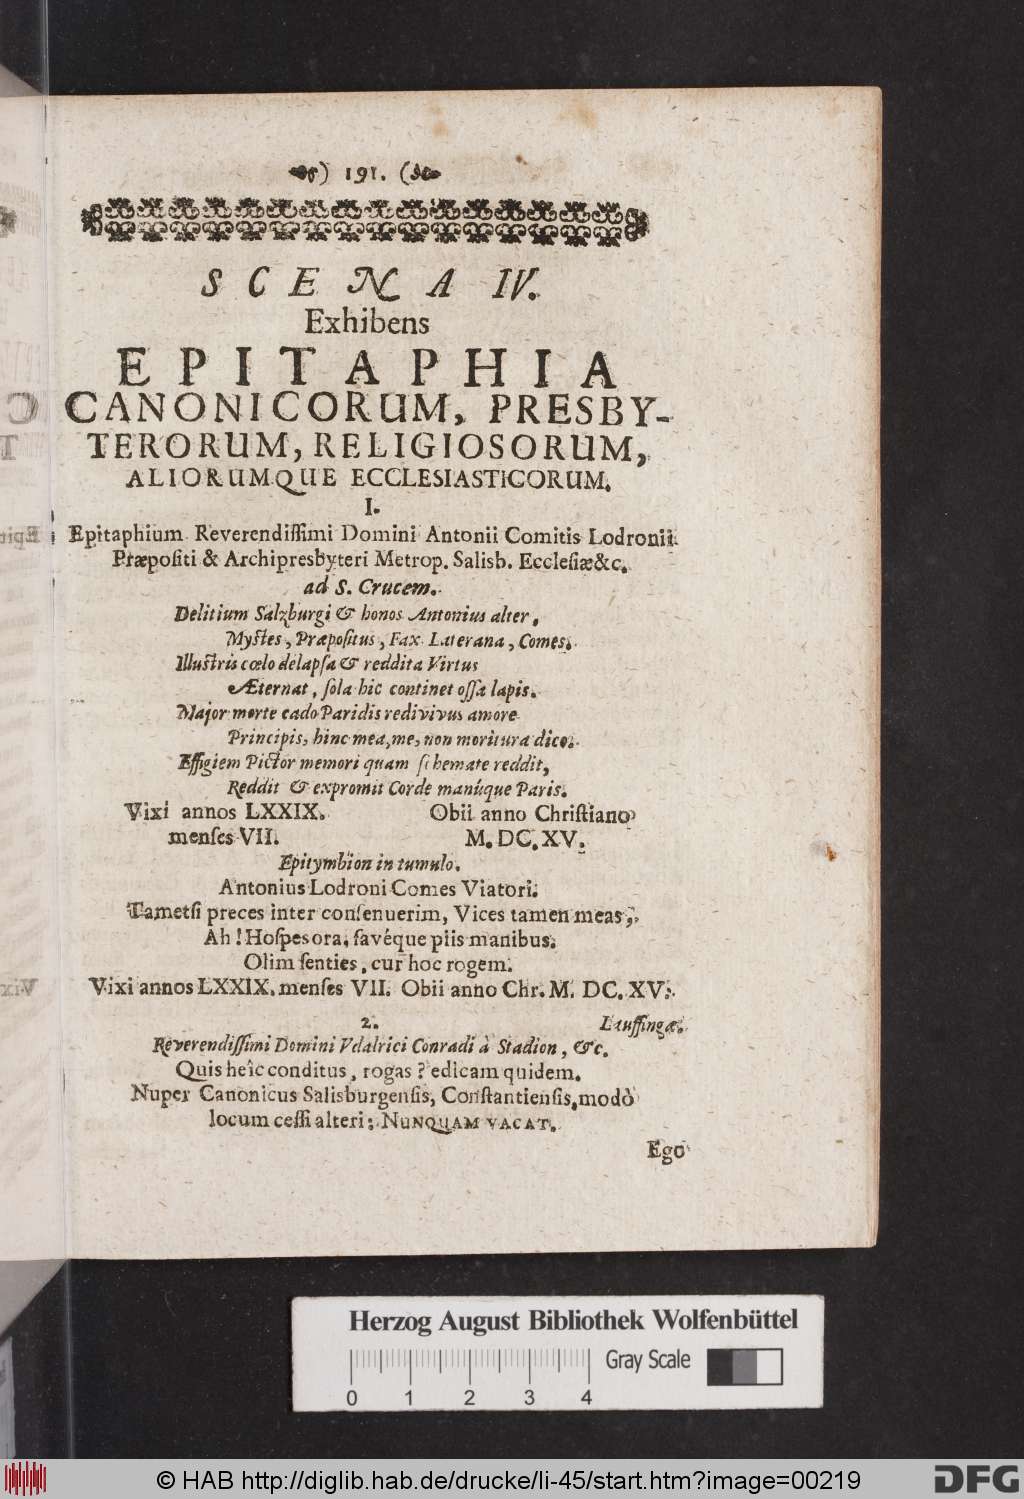 ) 191. (
SCENA IV.
Exhibens
EPITAPHIA
CANONICORUM, PRESBY-
TERORUM, RELIGIOSORUM,
ALIORUMQUE ECCLESIASTICORUM.
I.
Epitaphium Reverendiſſimi Domini Antonii Comitis Lodronii
Præpoſiti & Archipresbyteri Metrop. Salisb. Eccleſiæ &c.
ad S. Crucem.
Delitium Salzburgi & honos Antonius alter,
Myſtes, Præpoſitus, Fax Laterana, Comes.
Illuſtris cœlo delapſa & reddita Virtus
Æternat, ſola hic continet oſſa lapis.
Major morte cado Paridis redivivus amore
Principis, hinc mea, me, non moritura dico.
Effigiem Pictor memori quam ſchemate reddit,
Reddit & expromit Corde manúque Paris.
Vixi annos LXXIX. Obii anno Chriſtiano
menſes VII. M. DC. XV.
Epitymbion in tumulo.
Antonius Lodroni Comes Viatori.
Tametſi preces inter conſenuerim, Vices tamen meas,
Ah! Hoſpes ora, favéque piis manibus.
Olim ſenties, cur hoc rogem.
Vixi annos LXXIX. menſes VII. Obii anno Chr. M. DC. XV.
2. Lauffingæ.
Reverendiſſimi Domini Vdalrici Conradi à Stadion, &c.
Quis heîc conditus, rogas? edicam quidem.
Nuper Canonicus Salisburgenſis, Conſtantienſis, modò
locum ceſſi alteri; NUNQUAM VACAT.
Ego
Herzog August Bibliothek Wolfenbüttel
Gray Scale
0 1 2 3 4
© HAB http://diglib.hab.de/drucke/li-45/start.htm?image=00219
DFG